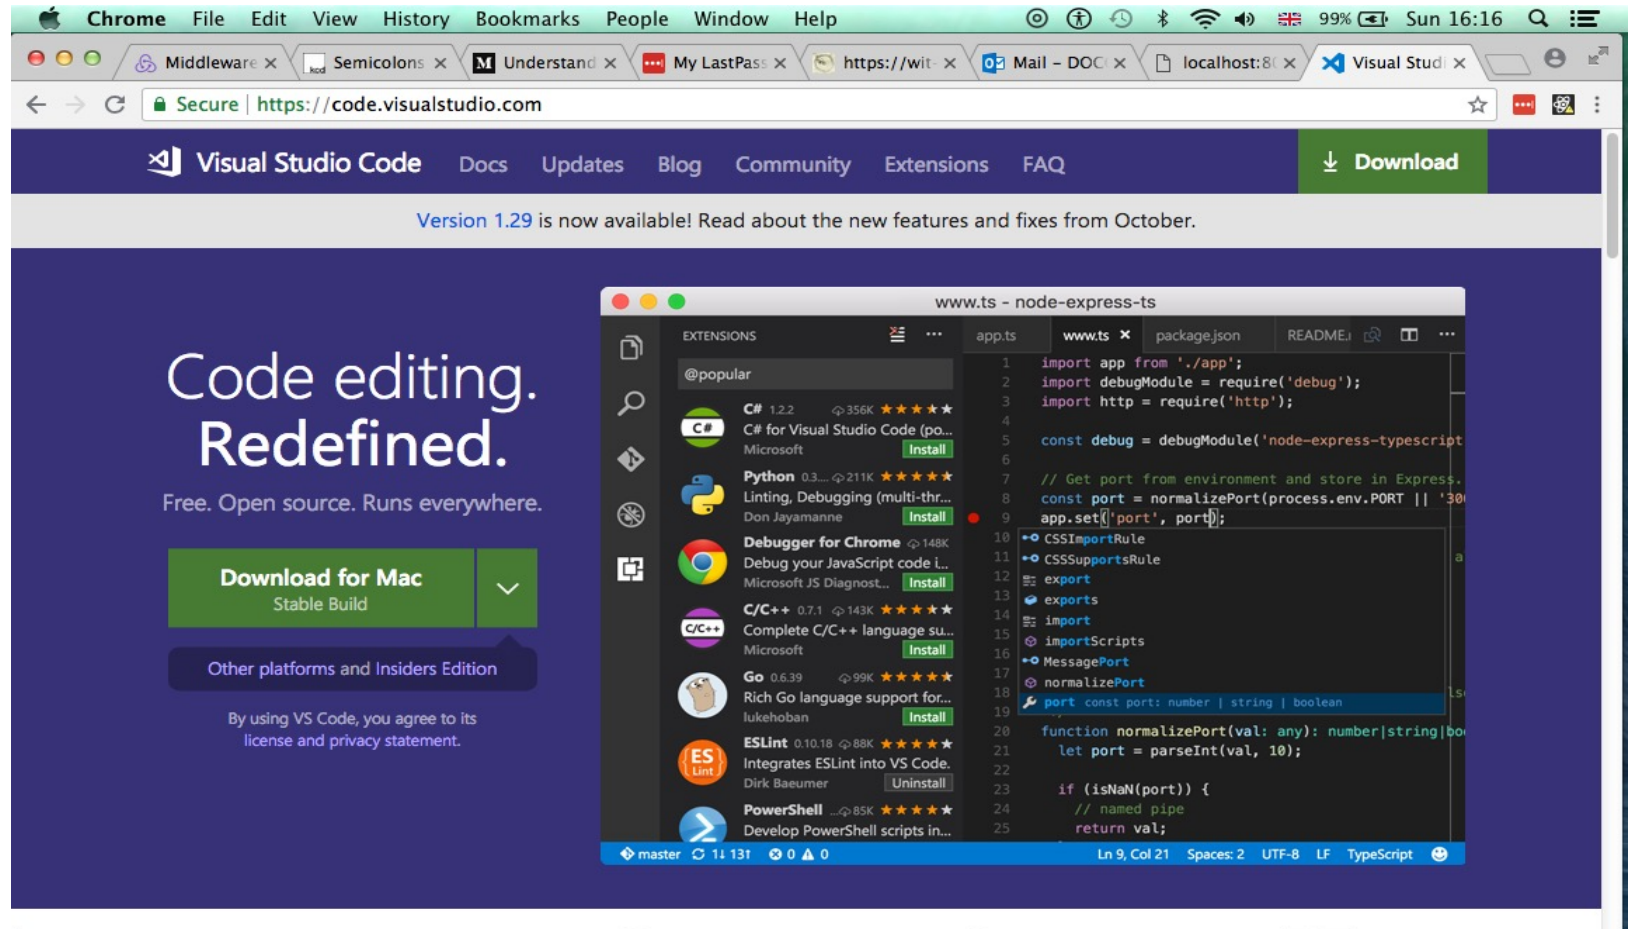 Chrome File Edit View History Bookmarks People Window Help 99% Sun 16:16
Middleware Semicolons Understand My LastPass https://wit- Mail – DOC localhost:8 Visual Studi
Secure | https://code.visualstudio.com
Visual Studio Code Docs Updates Blog Community Extensions FAQ Download
Version 1.29 is now available! Read about the new features and fixes from October.
Code editing.
Redefined.
Free. Open source. Runs everywhere.
Download for Mac
Stable Build
Other platforms and Insiders Edition
By using VS Code, you agree to its
license and privacy statement.
www.ts - node-express-ts
EXTENSIONS
@popular
C# 1.2.2 356K
C# for Visual Studio Code (po...
Microsoft Install
Python 0.3.... 211K
Linting, Debugging (multi-thr...
Don Jayamanne Install
Debugger for Chrome 148K
Debug your JavaScript code i...
Microsoft JS Diagnost... Install
C/C++ 0.7.1 143K
Complete C/C++ language su...
Microsoft Install
Go 0.6.39 99K
Rich Go language support for...
lukehoban Install
ESLint 0.10.18 88K
Integrates ESLint into VS Code.
Dirk Baeumer Uninstall
PowerShell ... 85K
Develop PowerShell scripts in...
app.ts www.ts package.json README.
1 import app from './app';
2 import debugModule = require('debug');
3 import http = require('http');
4
5 const debug = debugModule('node-express-typescript
6
7 // Get port from environment and store in Express.
8 const port = normalizePort(process.env.PORT || '300
9 app.set('port', port);
10 CSSImportRule
11 CSSSupportsRule
12 export
13 exports
14 import
15 importScripts
16 MessagePort
17 normalizePort
18 port const port: number | string | boolean
19
20 function normalizePort(val: any): number|string|boo
21 let port = parseInt(val, 10);
22
23 if (isNaN(port)) {
24 // named pipe
25 return val;
master 1↓ 13↑ 0 0 Ln 9, Col 21 Spaces: 2 UTF-8 LF TypeScript